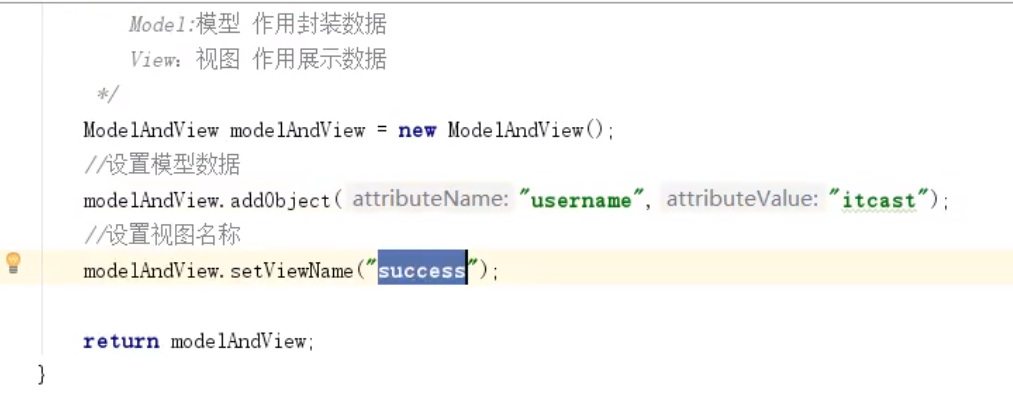 Model:模型 作用封装数据
View：视图 作用展示数据
*/
ModelAndView modelAndView = new ModelAndView();
//设置模型数据
modelAndView.addObject( attributeName: "username", attributeValue: "itcast");
//设置视图名称
modelAndView.setViewName("success");
return modelAndView;
}